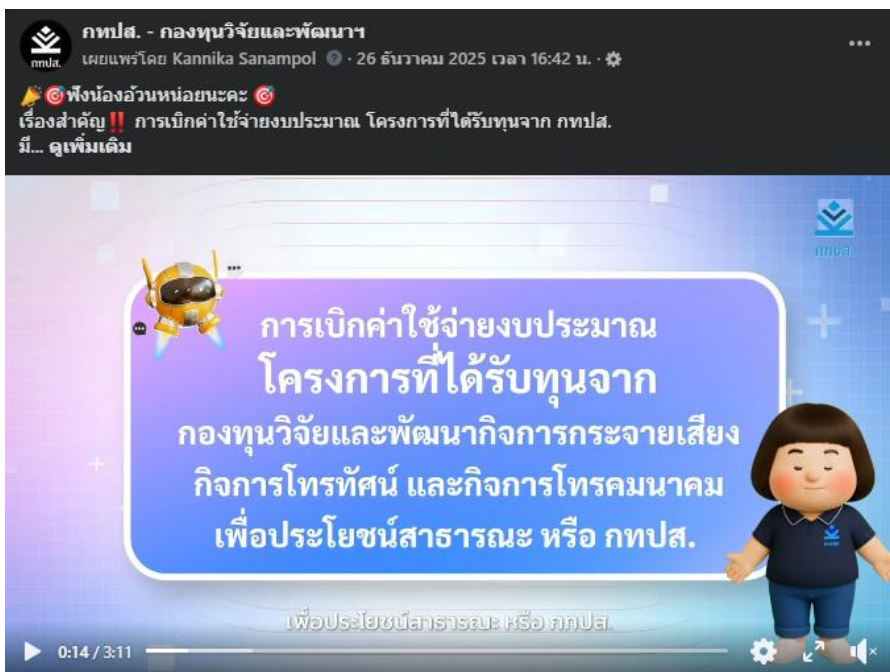 กทปส. - กองทุนวิจัยและพัฒนาฯ
เผยแพร่โดย Kannika Sanampol · 26 ธันวาคม 2025 เวลา 16:42 น. ·
กทปส.
🎉🎯ฟังน้องอ้วนหน่อยนะคะ 🎯
เรื่องสำคัญ‼️ การเบิกค่าใช้จ่ายงบประมาณ โครงการที่ได้รับทุนจาก กทปส.
มี... ดูเพิ่มเติม
กทปส.
การเบิกค่าใช้จ่ายงบประมาณ
โครงการที่ได้รับทุนจาก
กองทุนวิจัยและพัฒนากิจการกระจายเสียง
กิจการโทรทัศน์ และกิจการโทรคมนาคม
เพื่อประโยชน์สาธารณะ หรือ กทปส.
เพื่อประโยชน์สาธารณะ หรือ กทปส.
0:14 / 3:11